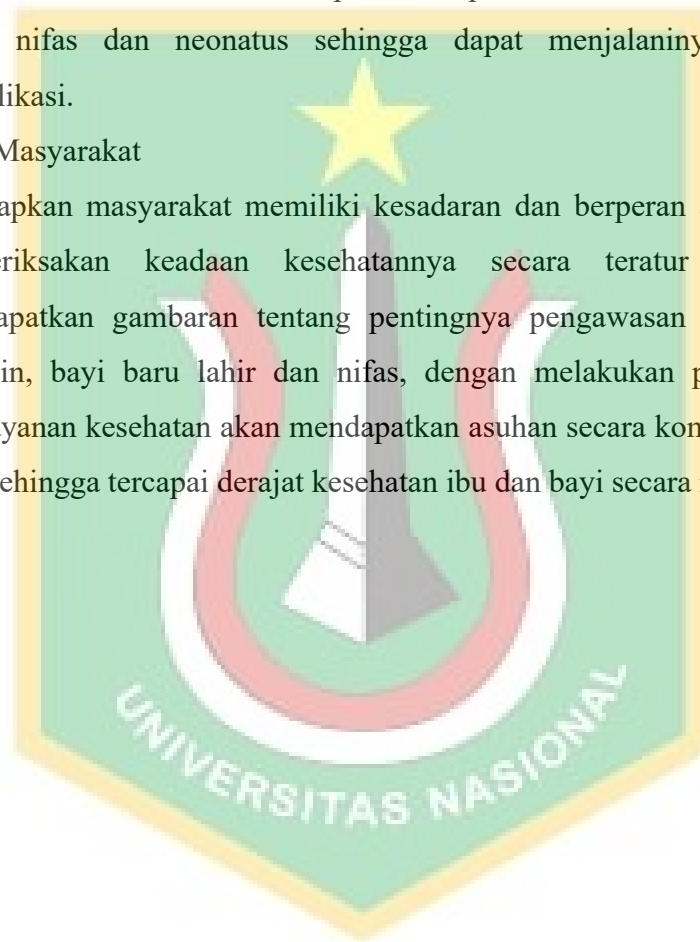 nifas dan neonatus sehingga dapat menjalaniny
likasi.
Masyarakat
apkan masyarakat memiliki kesadaran dan berperan
eriksakan keadaan kesehatannya secara teratur
apatkan gambaran tentang pentingnya pengawasan
in, bayi baru lahir dan nifas, dengan melakukan p
ayanan kesehatan akan mendapatkan asuhan secara kon
ehingga tercapai derajat kesehatan ibu dan bayi secara
UNIVERSITAS NASIONAL